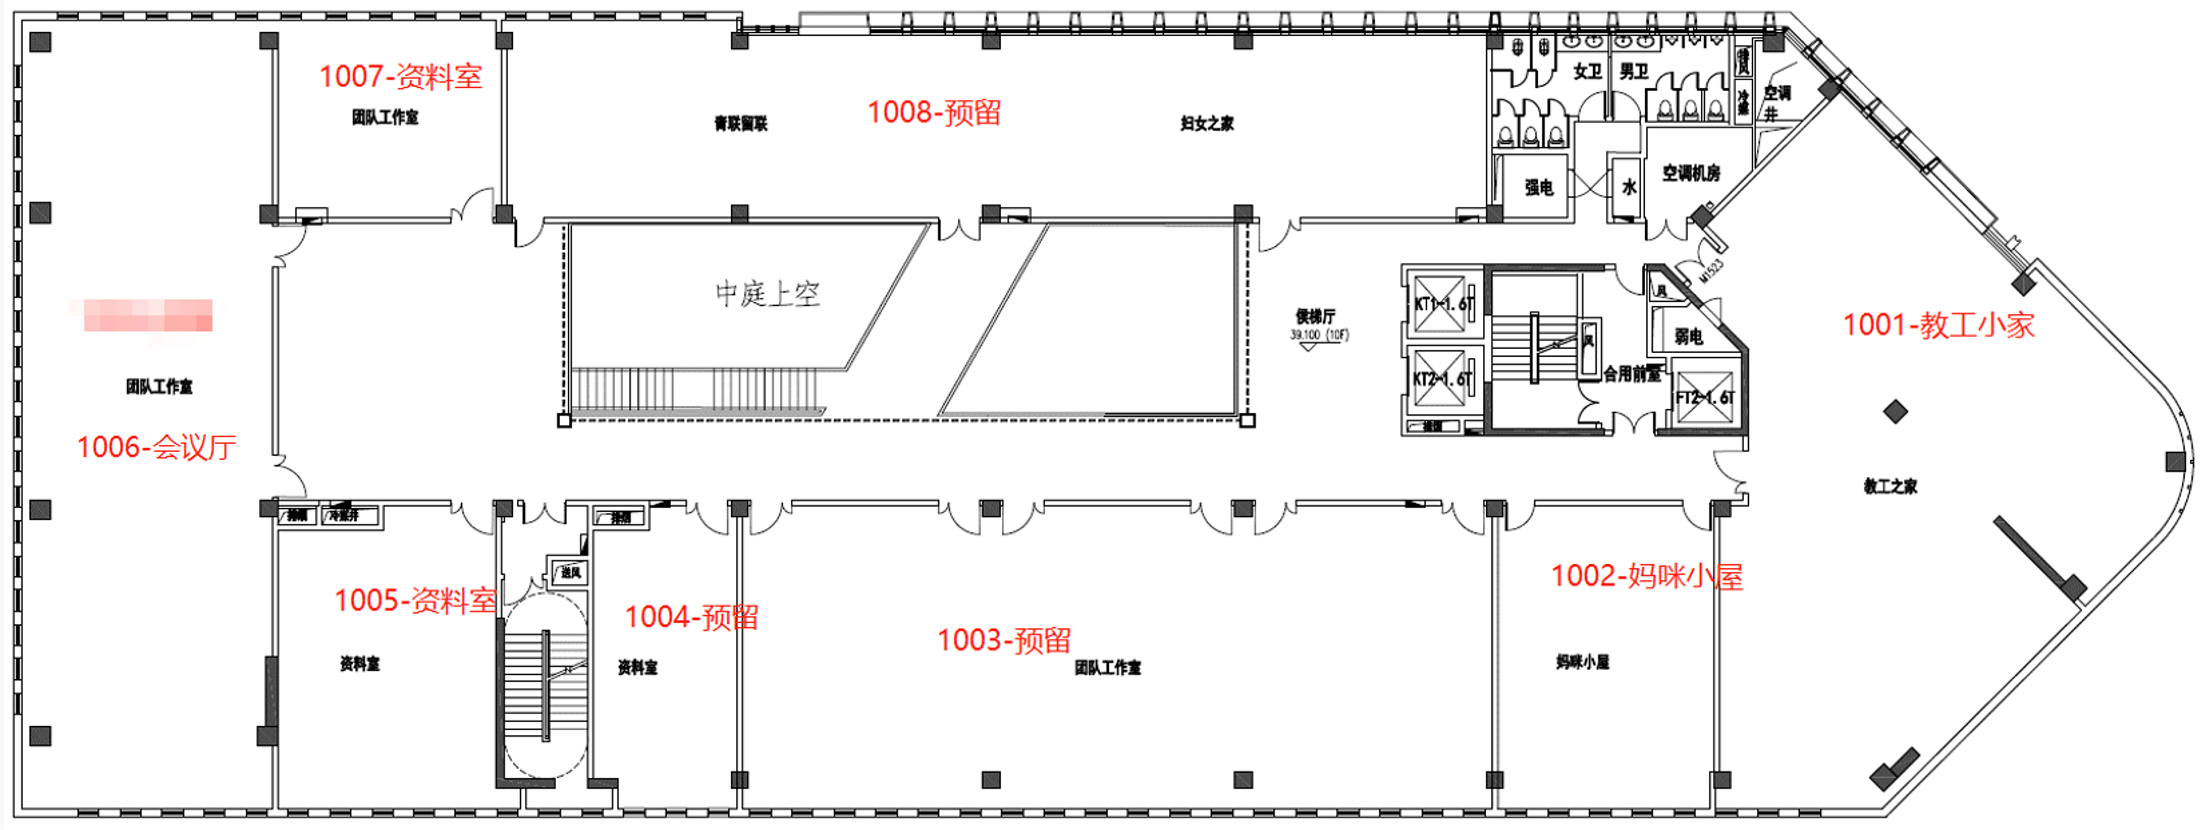 1007-资料室
团队工作室
青联留联
1008-预留
妇女之家
女卫
男卫
排风
冷媒
空调井
强电
水
空调机房
M1523
中庭上空
候梯厅
39.100 (10F)
KT1-1.6T
KT2-1.6T
风
风
弱电
合用前室
FT2-1.6T
1001-教工小家
教工之家
团队工作室
1006-会议厅
排烟
冷媒井
排烟
送风
1005-资料室
资料室
1004-预留
资料室
1003-预留
团队工作室
1002-妈咪小屋
妈咪小屋